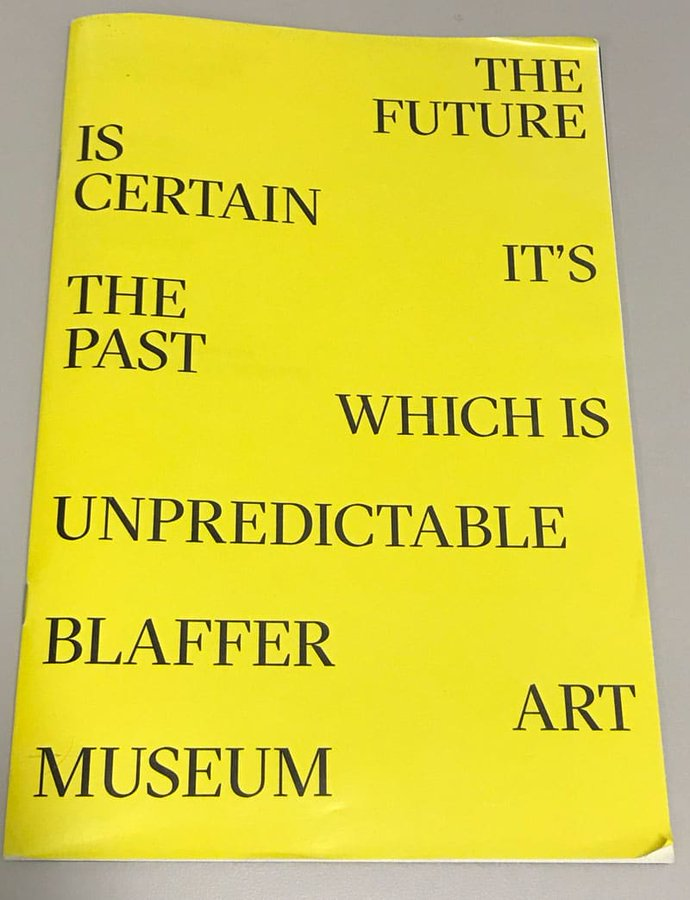 THE
FUTURE
IS
CERTAIN
IT’S
THE
PAST
WHICH IS
UNPREDICTABLE
BLAFFER
ART
MUSEUM